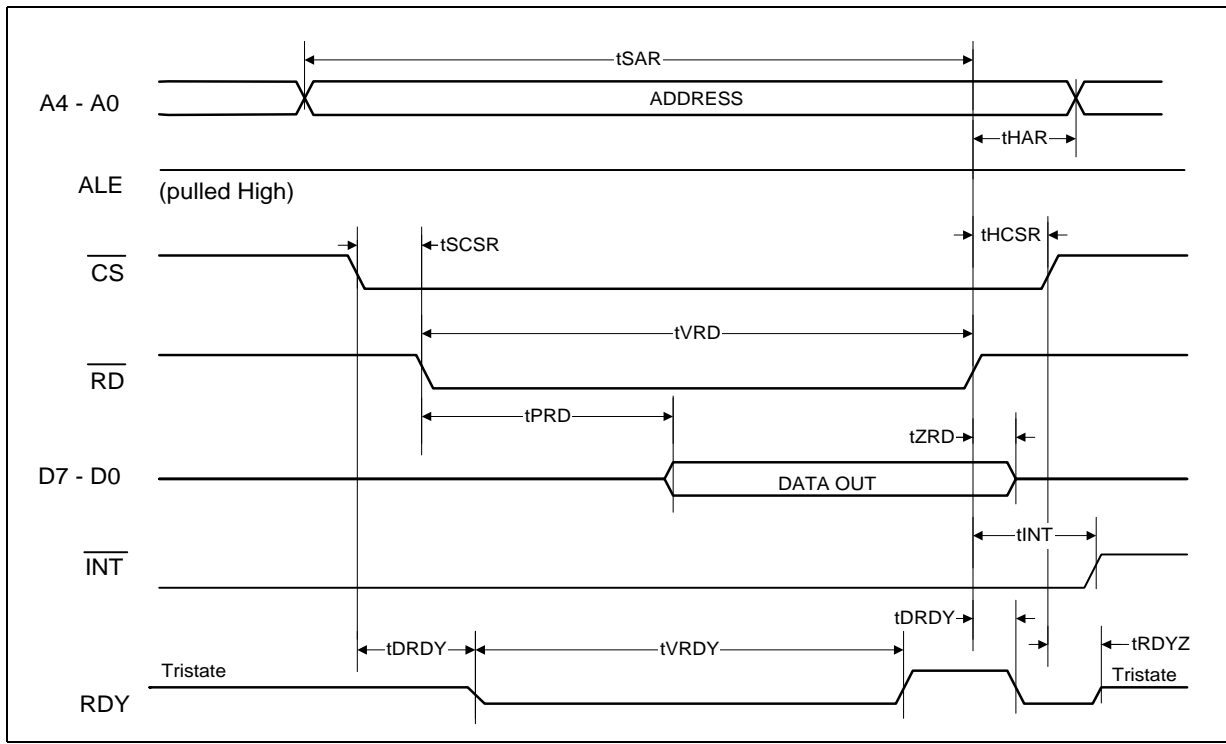 tSAR
A4 - A0
ADDRESS
tHAR
ALE
(pulled High)
tSCSR
tHCSR
CS
tVRD
RD
tPRD
tZRD
D7 - D0
DATA OUT
tINT
INT
tDRDY
tDRDY
tVRDY
tRDYZ
Tristate
Tristate
RDY